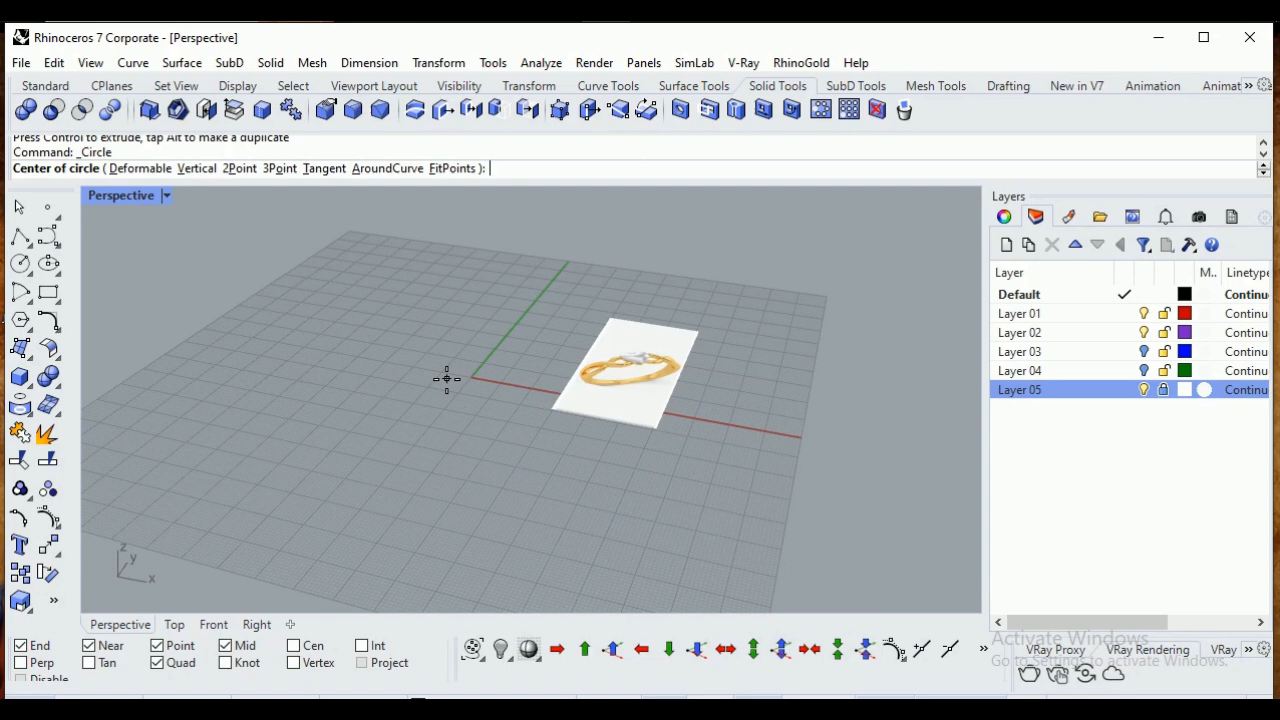 Rhinoceros 7 Corporate - [Perspective]
File Edit View Curve Surface SubD Solid Mesh Dimension Transform Tools Analyze Render Panels SimLab V-Ray RhinoGold Help
Standard CPlanes Set View Display Select Viewport Layout Visibility Transform Curve Tools Surface Tools Solid Tools SubD Tools Mesh Tools Drafting New in V7 Animation Animat
Press Control to extrude, tap Alt to make a duplicate
Command: _Circle
Center of circle ( Deformable Vertical 2Point 3Point Tangent AroundCurve FitPoints ):
Perspective
Layers
Layer M.. Linetype
Default Continu
Layer 01 Continu
Layer 02 Continu
Layer 03 Continu
Layer 04 Continu
Layer 05 Continu
z
y
x
Perspective Top Front Right
End Near Point Mid Cen Int
Perp Tan Quad Knot Vertex Project
Disable
Activate Windows
Go to Settings to activate Windows.
VRay Proxy VRay Rendering VRay